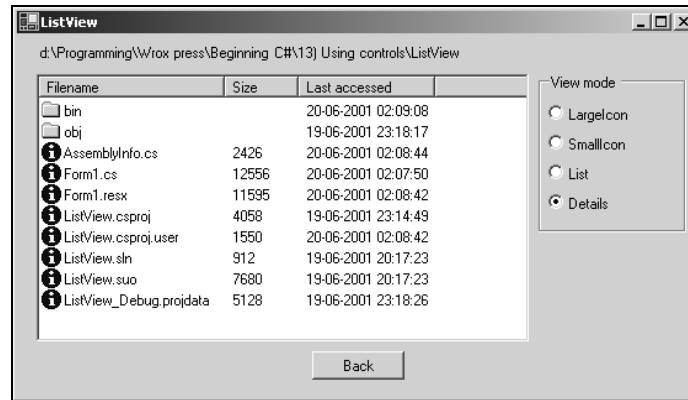 ListView
d:\Programming\Wrox press\Beginning C#\13) Using controls\ListView
Filename Size Last accessed
bin 20-06-2001 02:09:08
obj 19-06-2001 23:18:17
AssemblyInfo.cs 2426 20-06-2001 02:08:44
Form1.cs 12556 20-06-2001 02:07:50
Form1.resx 11595 20-06-2001 02:08:42
ListView.csproj 4058 19-06-2001 23:14:49
ListView.csproj.user 1550 20-06-2001 02:08:42
ListView.sln 912 19-06-2001 20:17:23
ListView.suo 7680 19-06-2001 20:17:23
ListView_Debug.projdata 5128 19-06-2001 23:18:26
View mode
LargeIcon
SmallIcon
List
Details
Back